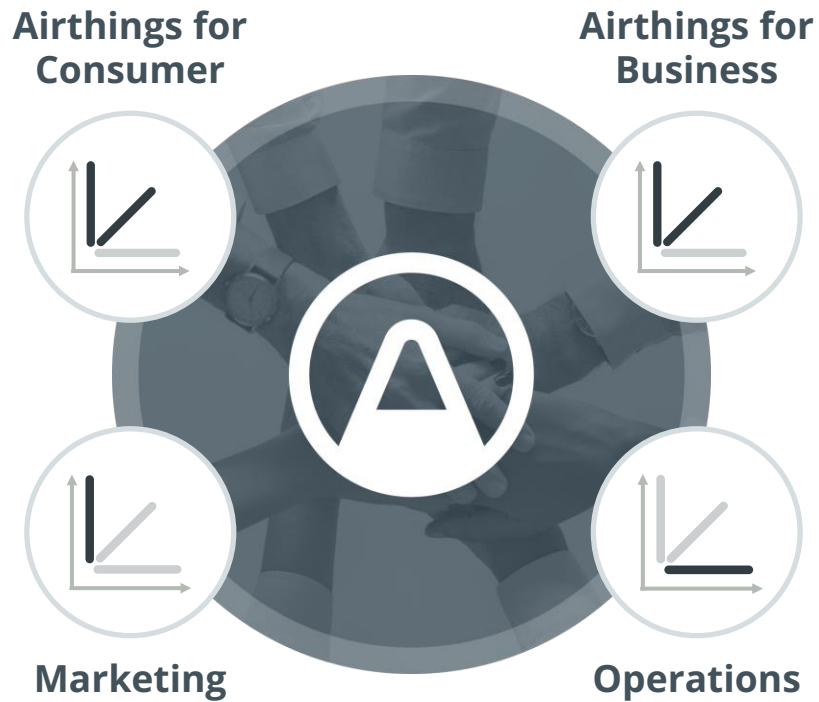 Airthings for
Consumer
Airthings for
Business
Marketing
Operations